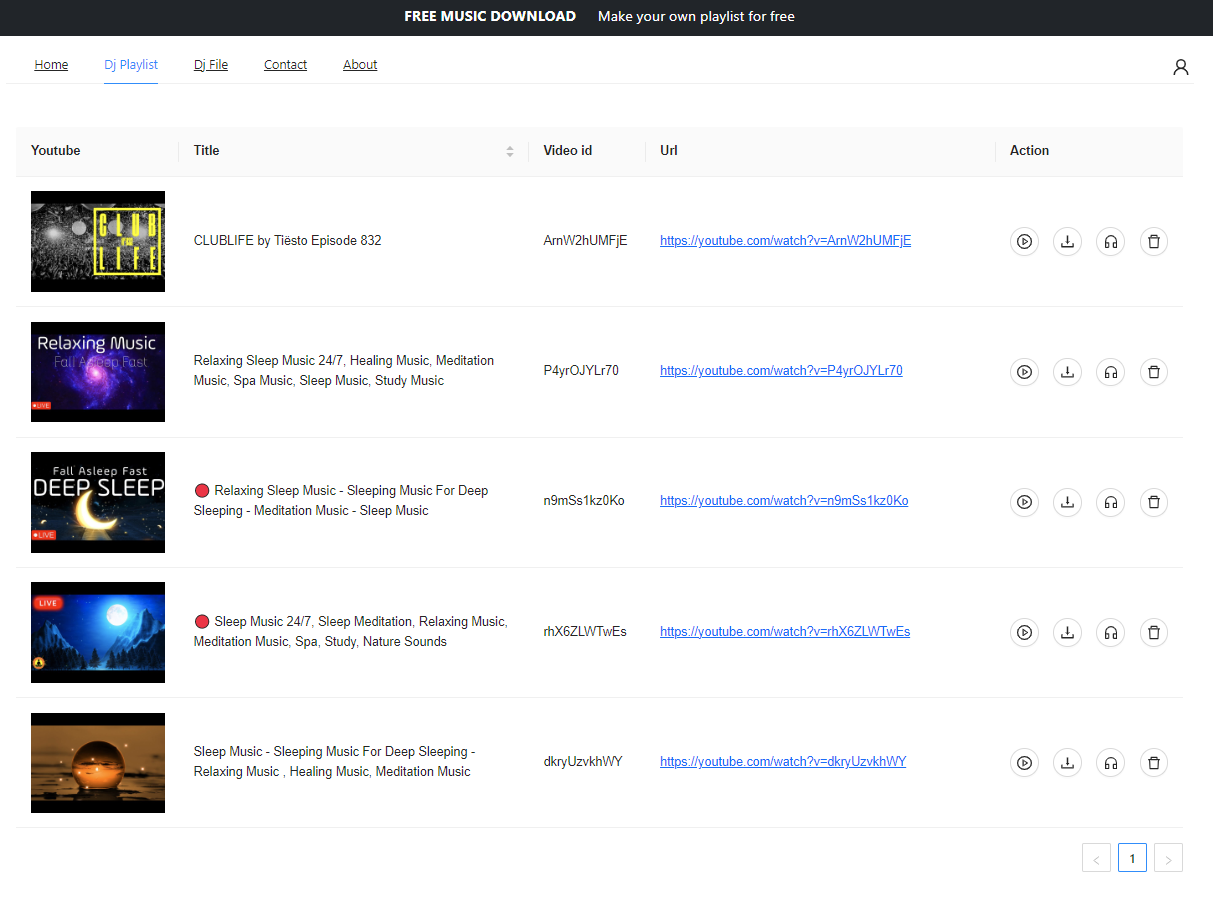 FREE MUSIC DOWNLOAD Make your own playlist for free
Home Dj Playlist Dj File Contact About
Youtube Title Video id Url Action
CLUB
LIFE
CLUBLIFE by Tiësto Episode 832 ArnW2hUMFjE https://youtube.com/watch?v=ArnW2hUMFjE
Relaxing Music
Fall Asleep Fast
LIVE
Relaxing Sleep Music 24/7, Healing Music, Meditation
Music, Spa Music, Sleep Music, Study Music
P4yrOJYLr70 https://youtube.com/watch?v=P4yrOJYLr70
Fall Asleep Fast
DEEP SLEEP
LIVE
🔴 Relaxing Sleep Music - Sleeping Music For Deep
Sleeping - Meditation Music - Sleep Music
n9mSs1kz0Ko https://youtube.com/watch?v=n9mSs1kz0Ko
LIVE
🔴 Sleep Music 24/7, Sleep Meditation, Relaxing Music,
Meditation Music, Spa, Study, Nature Sounds
rhX6ZLWTwEs https://youtube.com/watch?v=rhX6ZLWTwEs
Sleep Music - Sleeping Music For Deep Sleeping -
Relaxing Music , Healing Music, Meditation Music
dkryUzvkhWY https://youtube.com/watch?v=dkryUzvkhWY
< 1 >